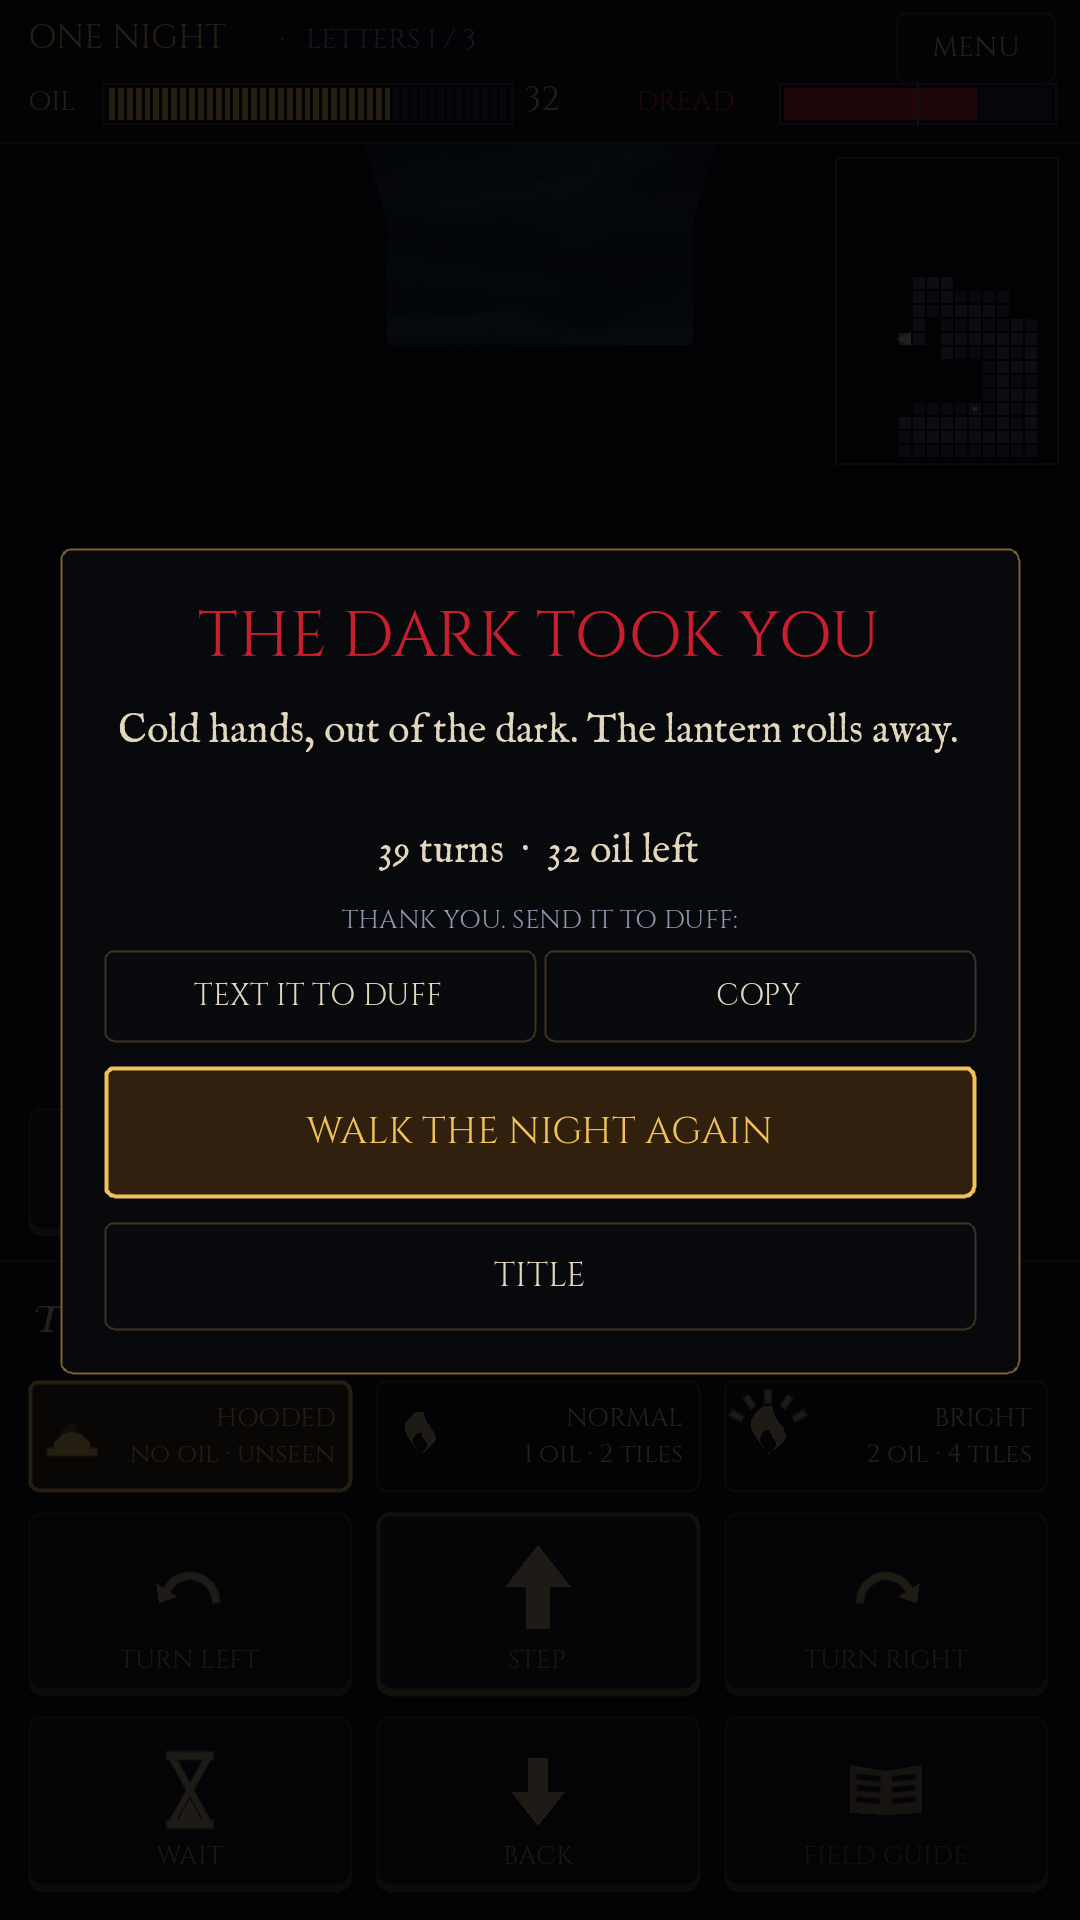 ONE NIGHT · LETTERS 1 / 3
MENU
OIL 32 DREAD
THE DARK TOOK YOU
Cold hands, out of the dark. The lantern rolls away.
39 turns · 32 oil left
THANK YOU. SEND IT TO DUFF:
TEXT IT TO DUFF
COPY
WALK THE NIGHT AGAIN
TITLE
T
HOODED
NO OIL · UNSEEN
NORMAL
1 OIL · 2 TILES
BRIGHT
2 OIL · 4 TILES
TURN LEFT
STEP
TURN RIGHT
WAIT
BACK
FIELD GUIDE